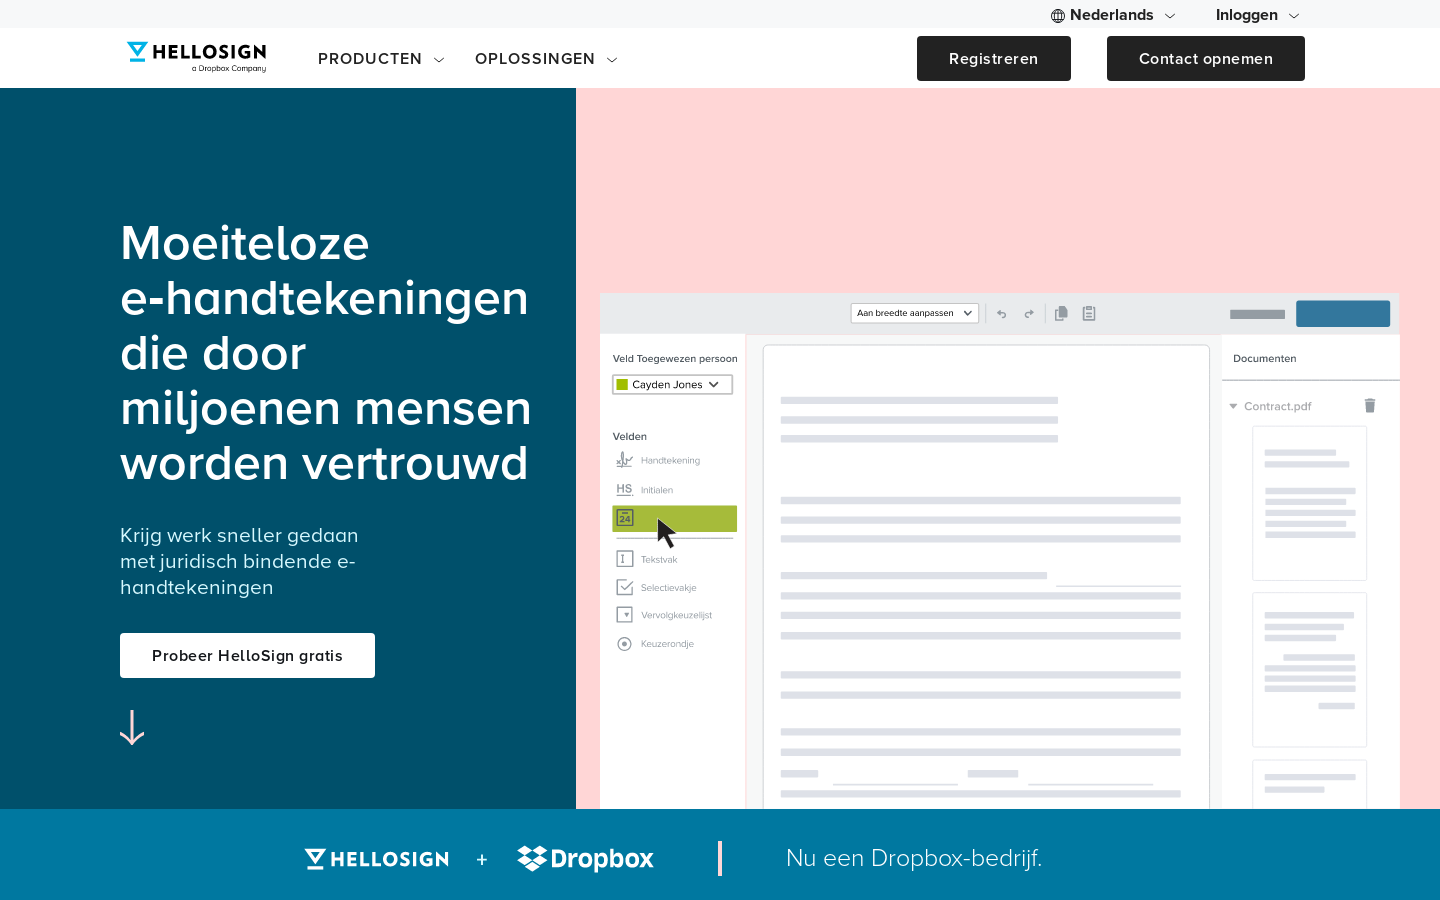 Nederlands
Inloggen
HELLOSIGN
a Dropbox Company
PRODUCTEN
OPLOSSINGEN
Registreren
Contact opnemen
Moeiteloze
e-handtekeningen
die door
miljoenen mensen
worden vertrouwd
Krijg werk sneller gedaan
met juridisch bindende e-
handtekeningen
Probeer HelloSign gratis
Aan breedte aanpassen
Veld Toegewezen persoon
Cayden Jones
Velden
Handtekening
HS Initialen
24
Tekstvak
Selectievakje
Vervolgkeuzelijst
Keuzerondje
Documenten
Contract.pdf
HELLOSIGN + Dropbox
Nu een Dropbox-bedrijf.